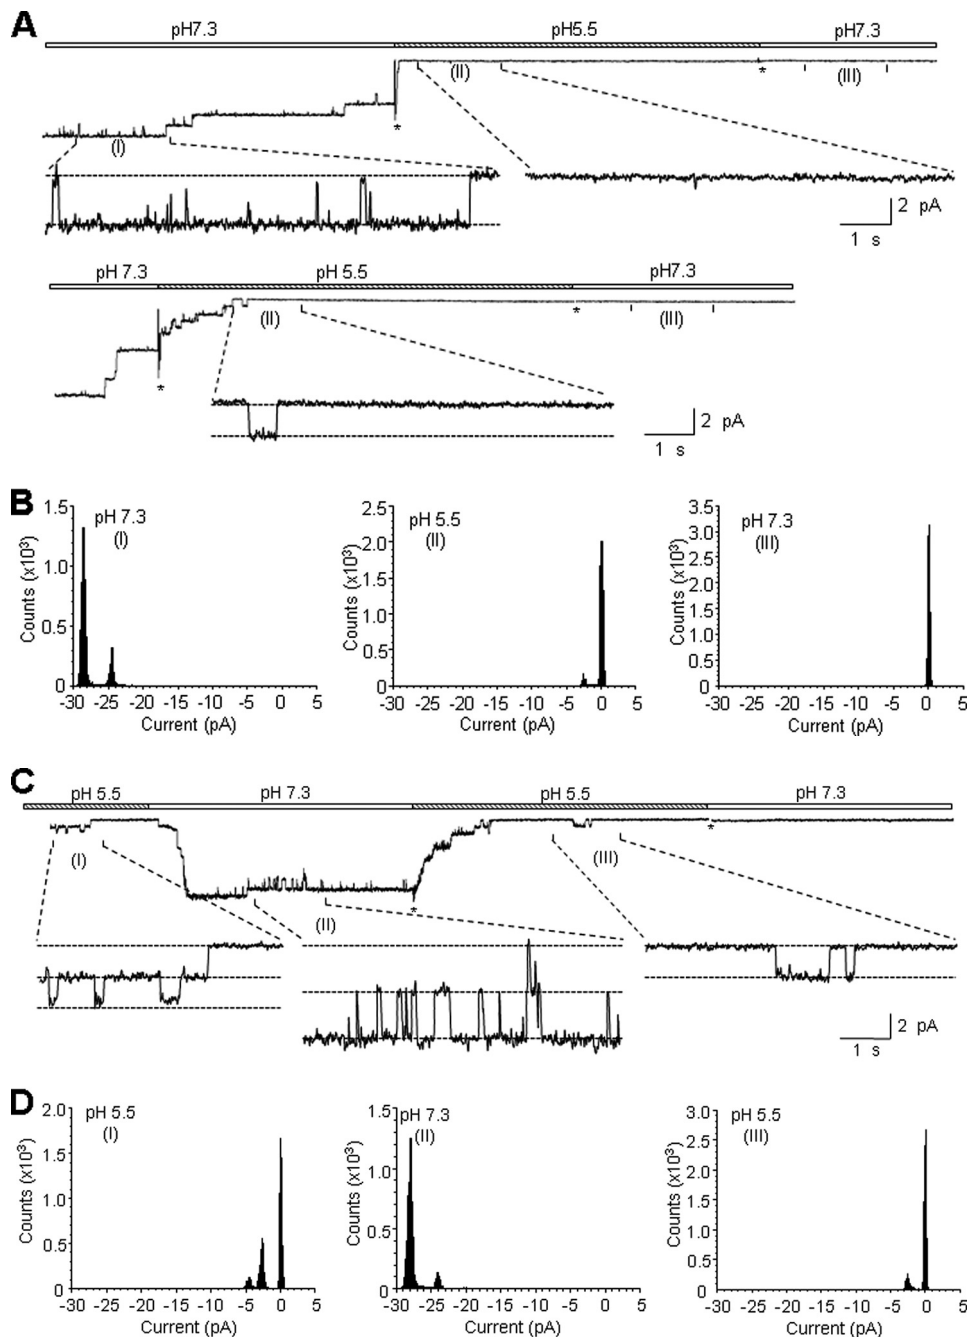 A
pH7.3 pH5.5 pH7.3
(I) * (II) * (III)
2 pA
1 s
pH 7.3 pH 5.5 pH7.3
* (II) * (III)
2 pA
1 s
B
Counts (x10³)
1.5
1.0
0.5
0
pH 7.3
(I)
-30 -25 -20 -15 -10 -5 0 5
Current (pA)
Counts (x10³)
2.5
2.0
1.5
1.0
0.5
0
pH 5.5
(II)
-30 -25 -20 -15 -10 -5 0 5
Current (pA)
Counts (x10³)
3.5
3.0
2.5
2.0
1.5
1.0
0.5
0
pH 7.3
(III)
-30 -25 -20 -15 -10 -5 0 5
Current (pA)
C
pH 5.5 pH 7.3 pH 5.5 pH 7.3
(I) (II) * (III) *
2 pA
1 s
D
Counts (x10³)
2.0
1.5
1.0
0.5
0
pH 5.5
(I)
-30 -25 -20 -15 -10 -5 0 5
Current (pA)
Counts (x10³)
1.5
1.0
0.5
0
pH 7.3
(II)
-30 -25 -20 -15 -10 -5 0 5
Current (pA)
Counts (x10³)
3.0
2.5
2.0
1.5
1.0
0.5
0
pH 5.5
(III)
-30 -25 -20 -15 -10 -5 0 5
Current (pA)